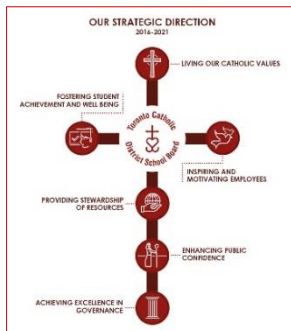 OUR STRATEGIC DIRECTION
2016-2021
LIVING OUR CATHOLIC VALUES
FOSTERING STUDENT
ACHIEVEMENT AND WELL BEING
Toronto Catholic
District School Board
INSPIRING AND
MOTIVATING EMPLOYEES
PROVIDING STEWARDSHIP
OF RESOURCES
ENHANCING PUBLIC
CONFIDENCE
ACHIEVING EXCELLENCE IN
GOVERNANCE